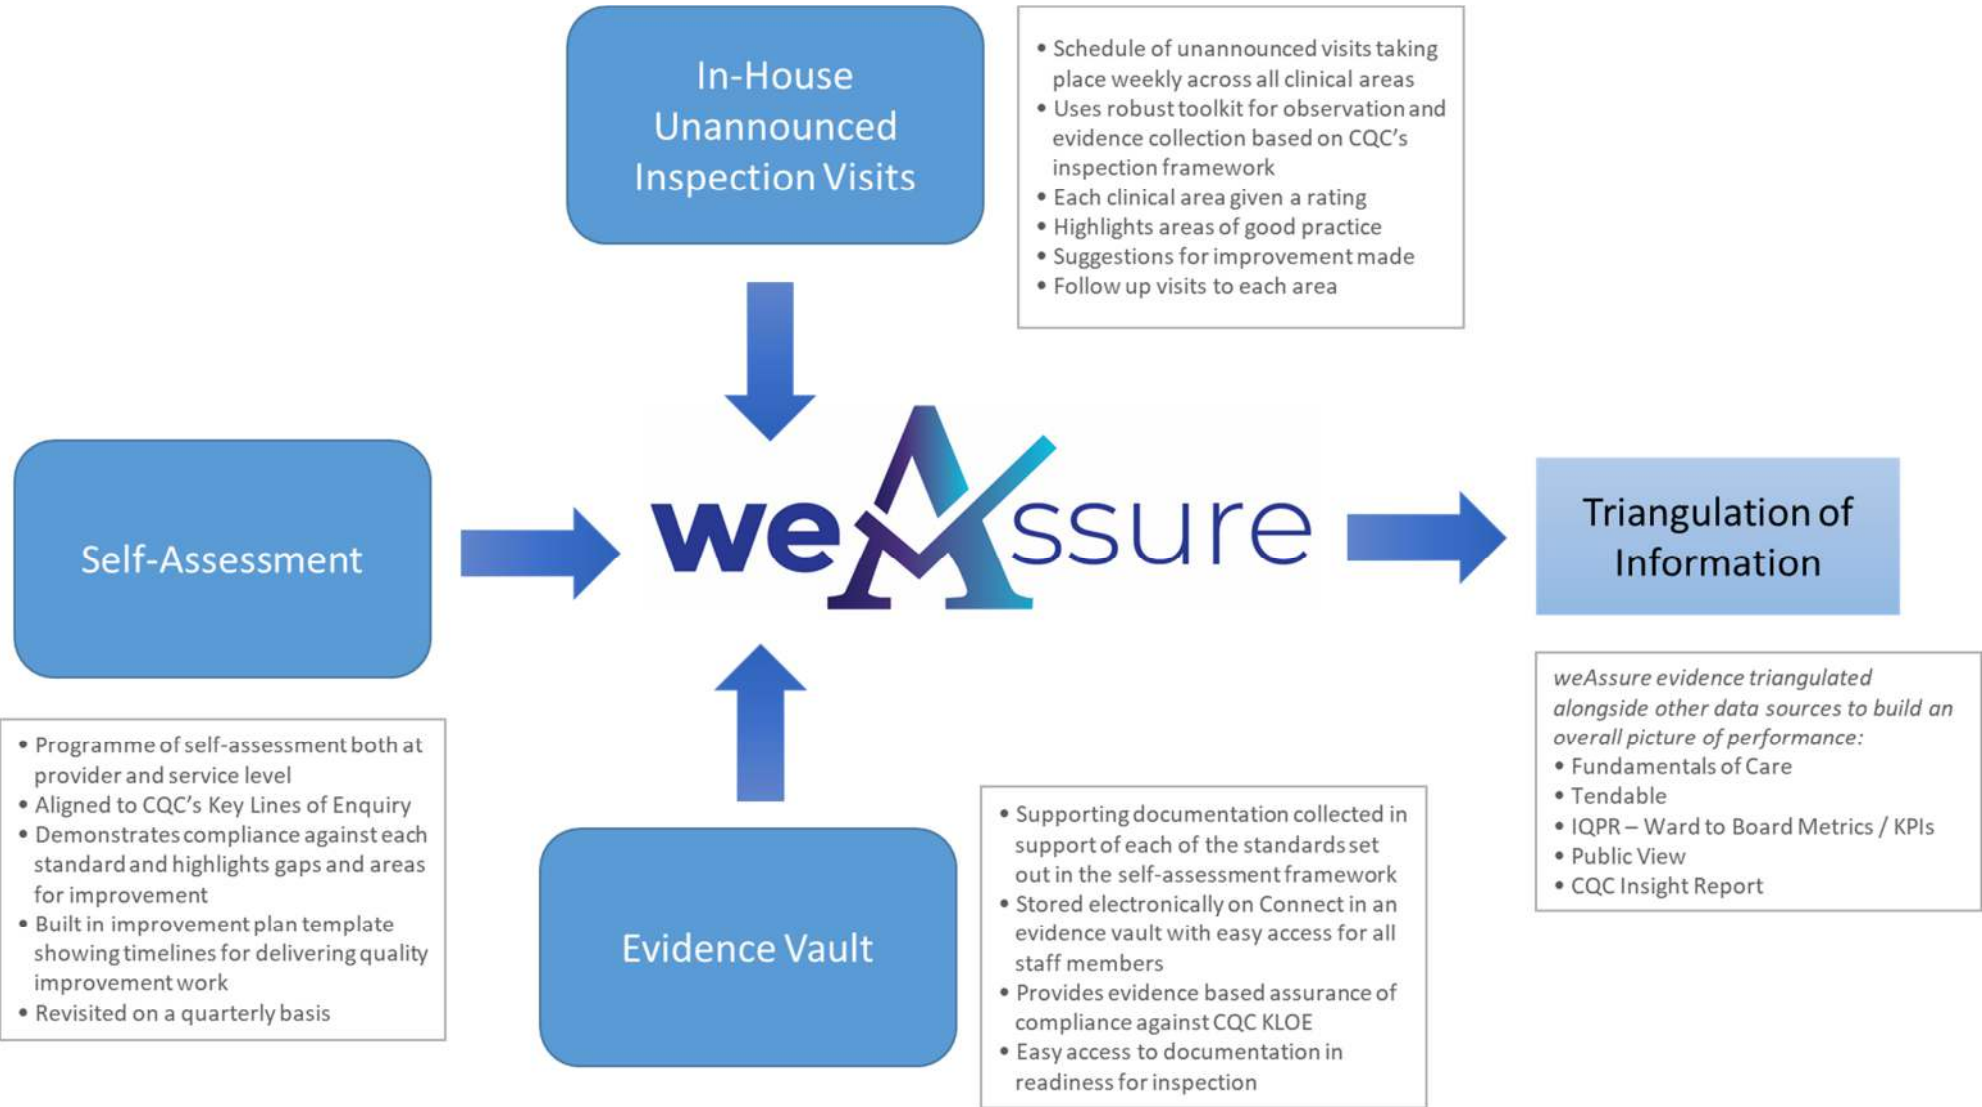 In-House
Unannounced
Inspection Visits
• Schedule of unannounced visits taking
place weekly across all clinical areas
• Uses robust toolkit for observation and
evidence collection based on CQC's
inspection framework
• Each clinical area given a rating
• Highlights areas of good practice
• Suggestions for improvement made
• Follow up visits to each area
Self-Assessment
weAssure
Triangulation of
Information
• Programme of self-assessment both at
provider and service level
• Aligned to CQC's Key Lines of Enquiry
• Demonstrates compliance against each
standard and highlights gaps and areas
for improvement
• Built in improvement plan template
showing timelines for delivering quality
improvement work
• Revisited on a quarterly basis
Evidence Vault
• Supporting documentation collected in
support of each of the standards set
out in the self-assessment framework
• Stored electronically on Connect in an
evidence vault with easy access for all
staff members
• Provides evidence based assurance of
compliance against CQC KLOE
• Easy access to documentation in
readiness for inspection
weAssure evidence triangulated
alongside other data sources to build an
overall picture of performance:
• Fundamentals of Care
• Tendable
• IQPR – Ward to Board Metrics / KPIs
• Public View
• CQC Insight Report